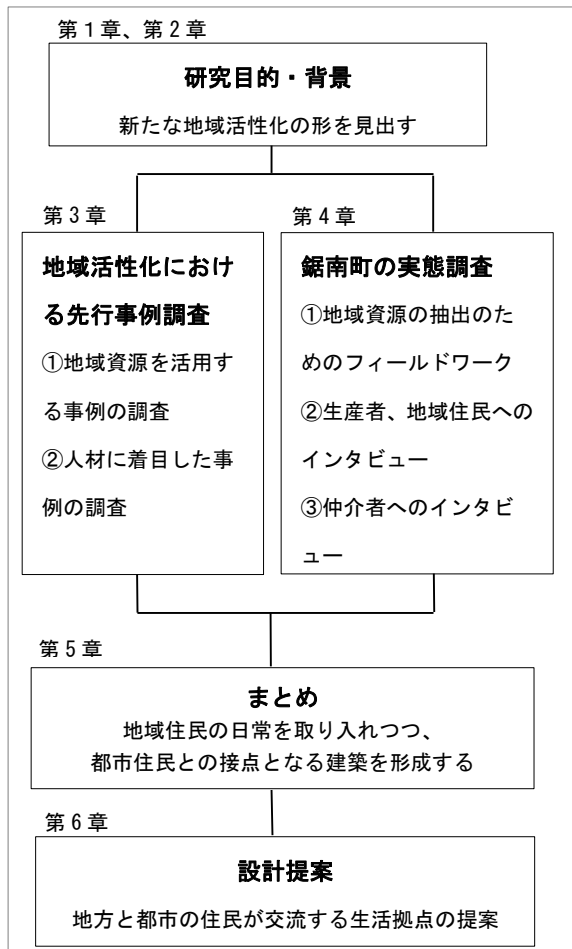 第1章、第2章
研究目的・背景
新たな地域活性化の形を見出す
第3章
地域活性化におけ
る先行事例調査
①地域資源を活用す
る事例の調査
②人材に着目した事
例の調査
第4章
鋸南町の実態調査
①地域資源の抽出のた
めのフィールドワーク
②生産者、地域住民への
インタビュー
③仲介者へのインタビ
ュー
第5章
まとめ
地域住民の日常を取り入れつつ、
都市住民との接点となる建築を形成する
第6章
設計提案
地方と都市の住民が交流する生活拠点の提案